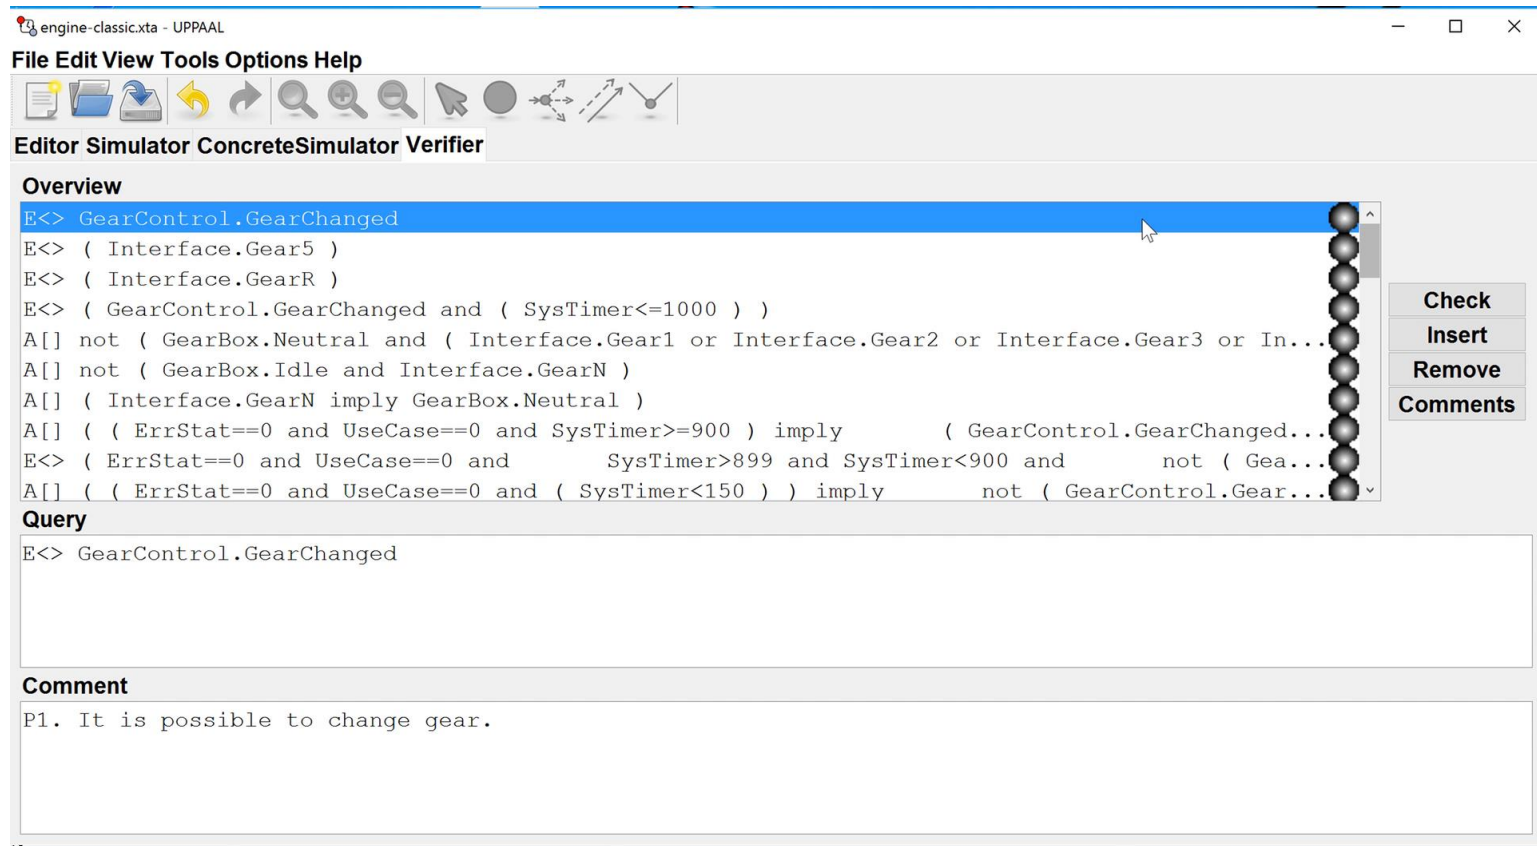 engine-classic.xta - UPPAAL
File Edit View Tools Options Help
Editor Simulator ConcreteSimulator Verifier
Overview
E<> GearControl.GearChanged
E<> ( Interface.Gear5 )
E<> ( Interface.GearR )
E<> ( GearControl.GearChanged and ( SysTimer<=1000 ) )
A[] not ( GearBox.Neutral and ( Interface.Gear1 or Interface.Gear2 or Interface.Gear3 or In...
A[] not ( GearBox.Idle and Interface.GearN )
A[] ( Interface.GearN imply GearBox.Neutral )
A[] ( ( ErrStat==0 and UseCase==0 and SysTimer>=900 ) imply ( GearControl.GearChanged...
E<> ( ErrStat==0 and UseCase==0 and SysTimer>899 and SysTimer<900 and not ( Gea...
A[] ( ( ErrStat==0 and UseCase==0 and ( SysTimer<150 ) ) imply not ( GearControl.Gear...
Check
Insert
Remove
Comments
Query
E<> GearControl.GearChanged
Comment
P1. It is possible to change gear.